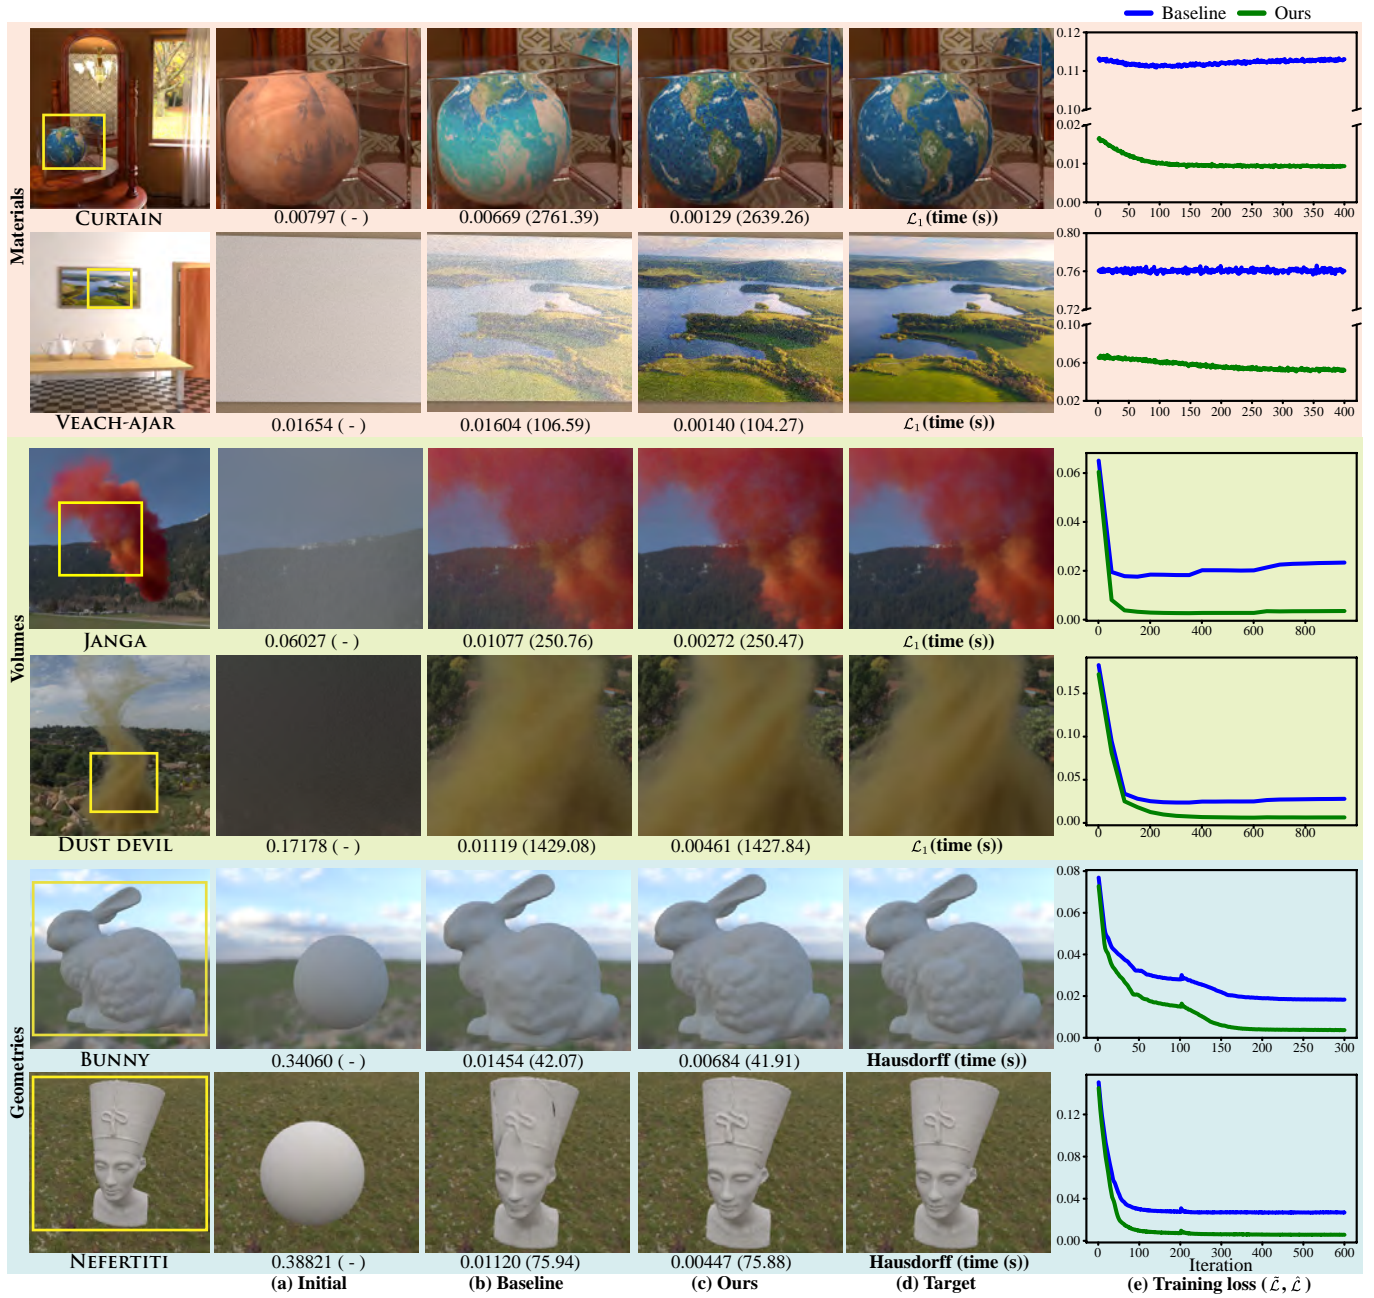 Baseline Ours
Materials
0.12
0.11
0.10
0.02
0.01
0.00
0 50 100 150 200 250 300 350 400
CURTAIN 0.00797 ( - ) 0.00669 (2761.39) 0.00129 (2639.26) ℒ₁(time (s))
0.80
0.76
0.72
0.10
0.06
0.02
0 50 100 150 200 250 300 350 400
VEACH-AJAR 0.01654 ( - ) 0.01604 (106.59) 0.00140 (104.27) ℒ₁(time (s))
Volumes
0.06
0.04
0.02
0.00
0 200 400 600 800
JANGA 0.06027 ( - ) 0.01077 (250.76) 0.00272 (250.47) ℒ₁(time (s))
0.15
0.10
0.05
0.00
0 200 400 600 800
DUST DEVIL 0.17178 ( - ) 0.01119 (1429.08) 0.00461 (1427.84) ℒ₁(time (s))
Geometries
0.08
0.06
0.04
0.02
0.00
0 50 100 150 200 250 300
BUNNY 0.34060 ( - ) 0.01454 (42.07) 0.00684 (41.91) Hausdorff (time (s))
0.12
0.08
0.04
0.00
0 100 200 300 400 500 600
Iteration
NEFERTITI 0.38821 ( - ) 0.01120 (75.94) 0.00447 (75.88) Hausdorff (time (s))
(a) Initial (b) Baseline (c) Ours (d) Target (e) Training loss (ℒ̃, ℒ̂ )